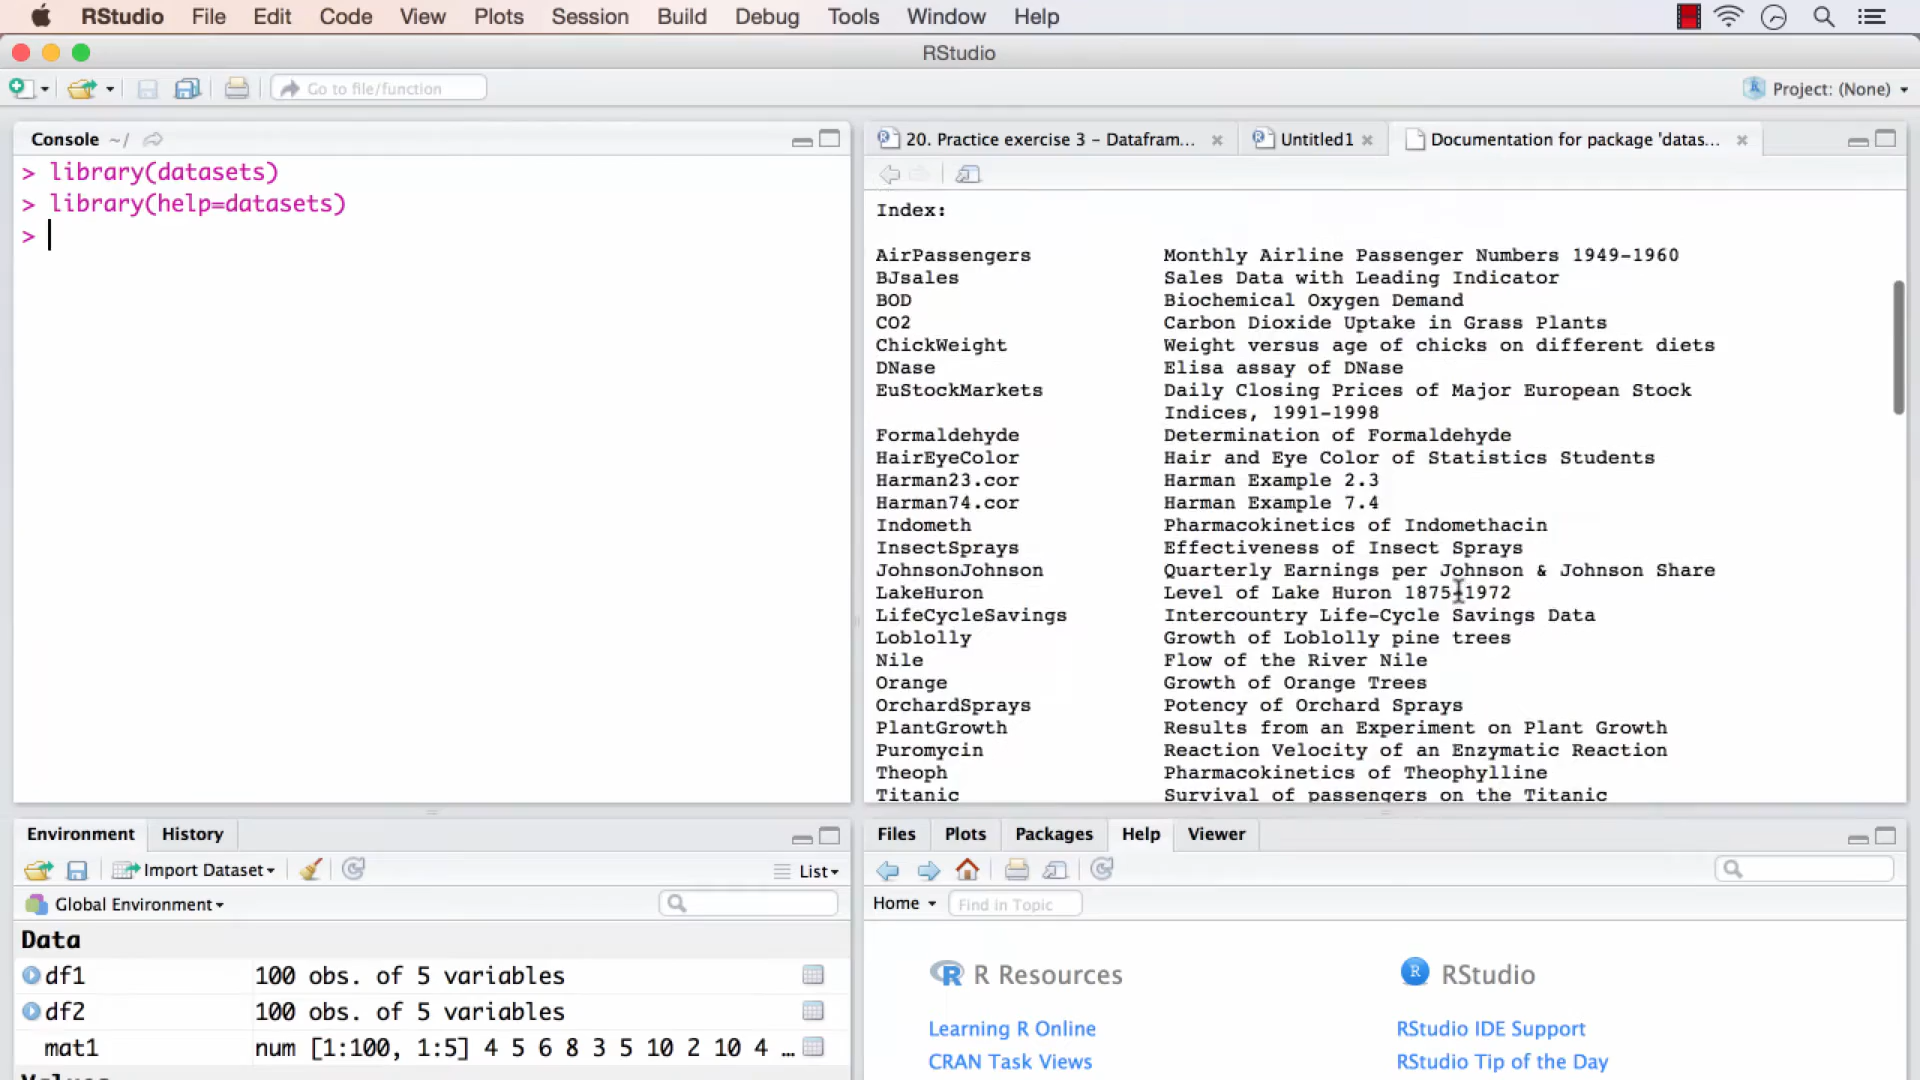 RStudio File Edit Code View Plots Session Build Debug Tools Window Help
RStudio
Go to file/function
Project: (None)
Console ~/
> library(datasets)
> library(help=datasets)
>
20. Practice exercise 3 – Datafram...
Untitled1
Documentation for package 'datas...
Index:
AirPassengers Monthly Airline Passenger Numbers 1949-1960
BJsales Sales Data with Leading Indicator
BOD Biochemical Oxygen Demand
CO2 Carbon Dioxide Uptake in Grass Plants
ChickWeight Weight versus age of chicks on different diets
DNase Elisa assay of DNase
EuStockMarkets Daily Closing Prices of Major European Stock
Indices, 1991-1998
Formaldehyde Determination of Formaldehyde
HairEyeColor Hair and Eye Color of Statistics Students
Harman23.cor Harman Example 2.3
Harman74.cor Harman Example 7.4
Indometh Pharmacokinetics of Indomethacin
InsectSprays Effectiveness of Insect Sprays
JohnsonJohnson Quarterly Earnings per Johnson & Johnson Share
LakeHuron Level of Lake Huron 1875-1972
LifeCycleSavings Intercountry Life-Cycle Savings Data
Loblolly Growth of Loblolly pine trees
Nile Flow of the River Nile
Orange Growth of Orange Trees
OrchardSprays Potency of Orchard Sprays
PlantGrowth Results from an Experiment on Plant Growth
Puromycin Reaction Velocity of an Enzymatic Reaction
Theoph Pharmacokinetics of Theophylline
Titanic Survival of passengers on the Titanic
Environment History
Import Dataset
List
Global Environment
Data
df1 100 obs. of 5 variables
df2 100 obs. of 5 variables
mat1 num [1:100, 1:5] 4 5 6 8 3 5 10 2 10 4 ...
Values
Files Plots Packages Help Viewer
Home Find in Topic
R Resources
Learning R Online
CRAN Task Views
RStudio
RStudio IDE Support
RStudio Tip of the Day